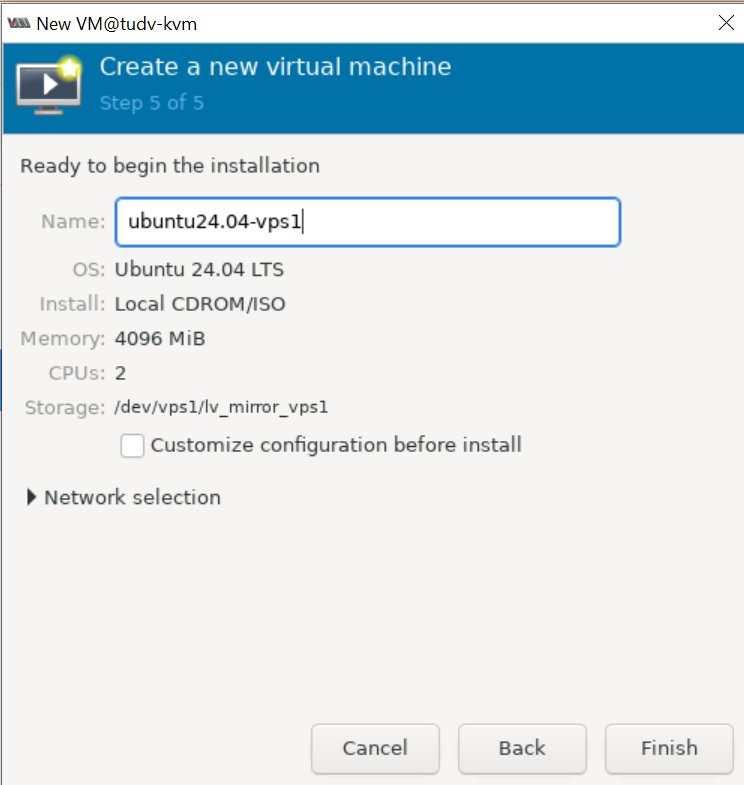 New VM@tudv-kvm
Create a new virtual machine
Step 5 of 5
Ready to begin the installation
Name: ubuntu24.04-vps1
OS: Ubuntu 24.04 LTS
Install: Local CDROM/ISO
Memory: 4096 MiB
CPUs: 2
Storage: /dev/vps1/lv_mirror_vps1
Customize configuration before install
Network selection
Cancel Back Finish